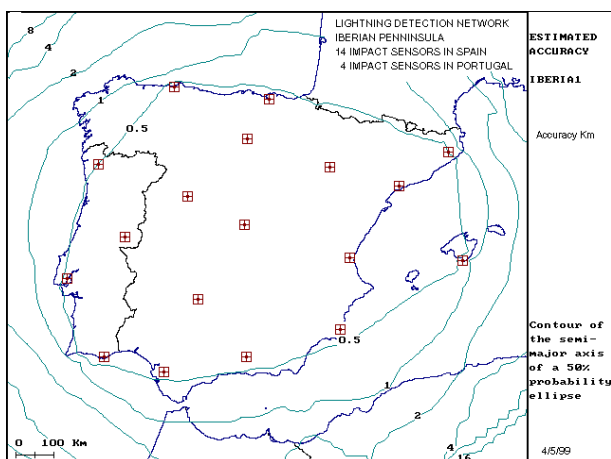 LIGHTNING DETECTION NETWORK
IBERIAN PENNINSULA
14 IMPACT SENSORS IN SPAIN
4 IMPACT SENSORS IN PORTUGAL
ESTIMATED
ACCURACY
IBERIA1
Accuracy Km
8
4
2
1
0.5
0.5
1
2
4
16
Contour of
the semi-
major axis
of a 50%
probability
ellipse
0 100 Km
4/5/99